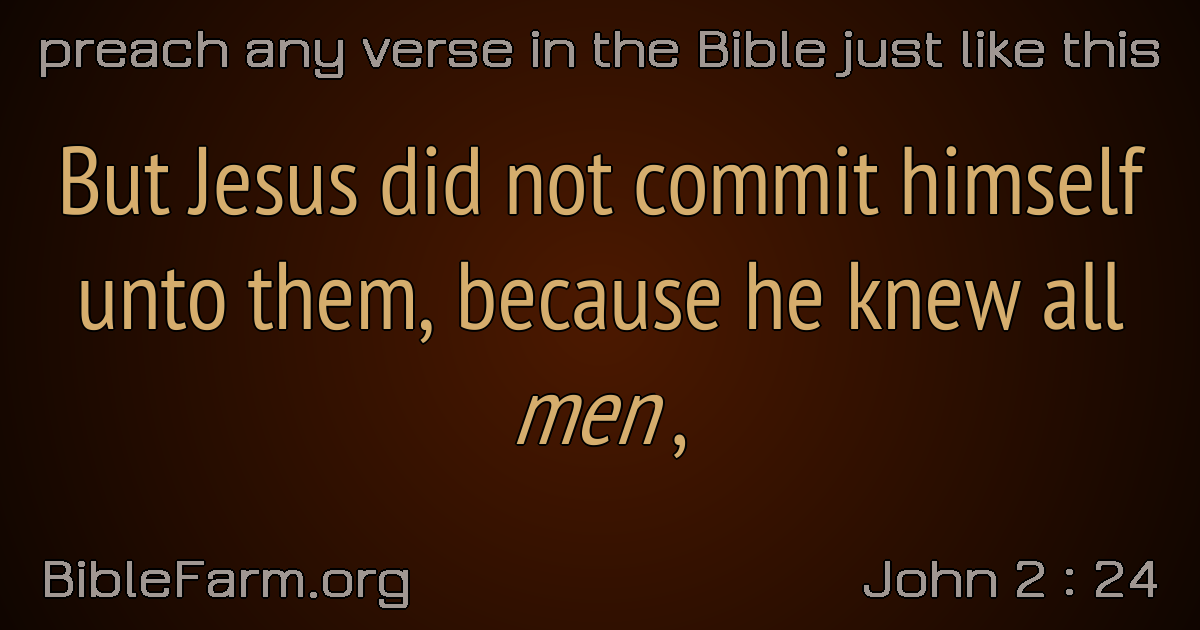 preach any verse in the Bible just like this
But Jesus did not commit himself
unto them, because he knew all
men,
BibleFarm.org
John 2 : 24